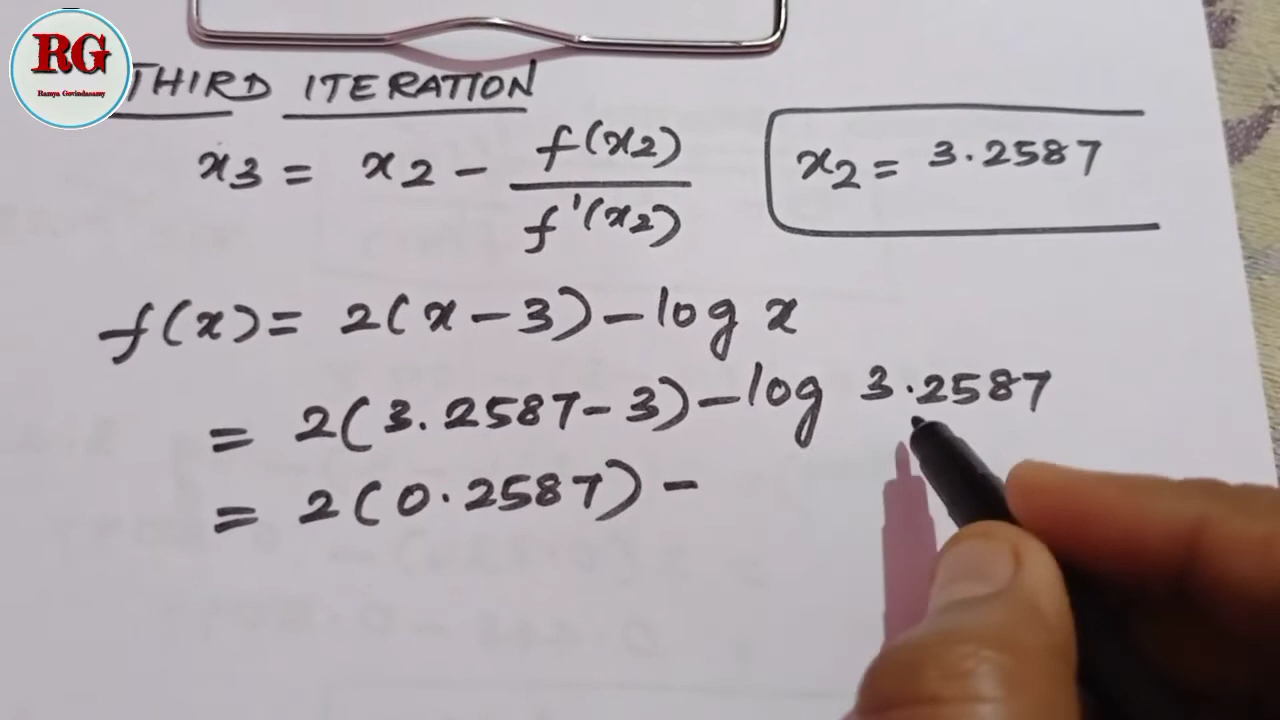 RG
Ramya Govindasamy
THIRD ITERATION
x3 = x2 - f(x2) / f'(x2)
x2 = 3.2587
f(x) = 2(x-3) - log x
= 2(3.2587-3) - log 3.2587
= 2(0.2587) -